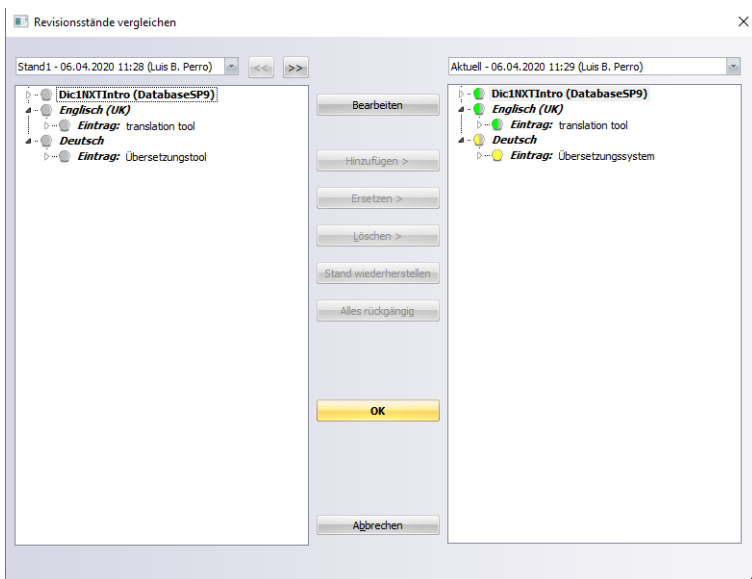 Revisionsstände vergleichen
Stand1 - 06.04.2020 11:28 (Luis B. Perro)
<<
>>
Dic1NXTIntro (DatabaseSP9)
Englisch (UK)
Eintrag: translation tool
Deutsch
Eintrag: Übersetzungstool
Bearbeiten
Hinzufügen >
Ersetzen >
Löschen >
Stand wiederherstellen
Alles rückgängig
OK
Abbrechen
Aktuell - 06.04.2020 11:29 (Luis B. Perro)
Dic1NXTIntro (DatabaseSP9)
Englisch (UK)
Eintrag: translation tool
Deutsch
Eintrag: Übersetzungssystem